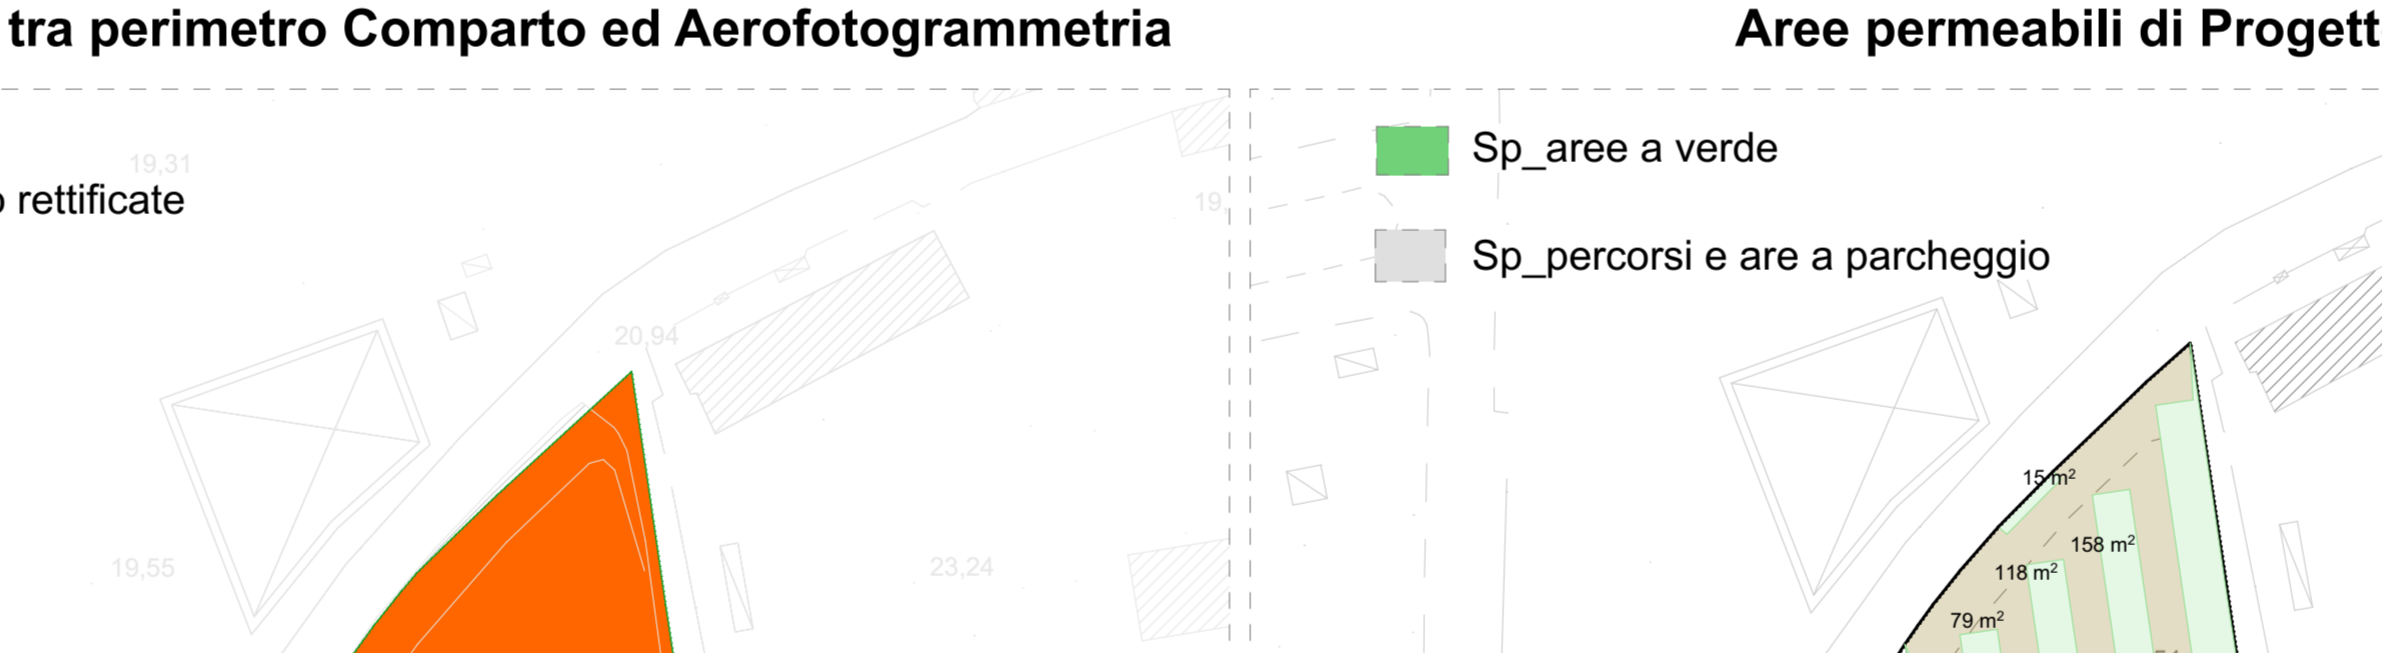 tra perimetro Comparto ed Aerofotogrammetria
Aree permeabili di Progett
19,31
rettificate
19,
20,94
19,55
23,24
Sp_aree a verde
Sp_percorsi e are a parcheggio
15 m²
158 m²
118 m²
79 m²